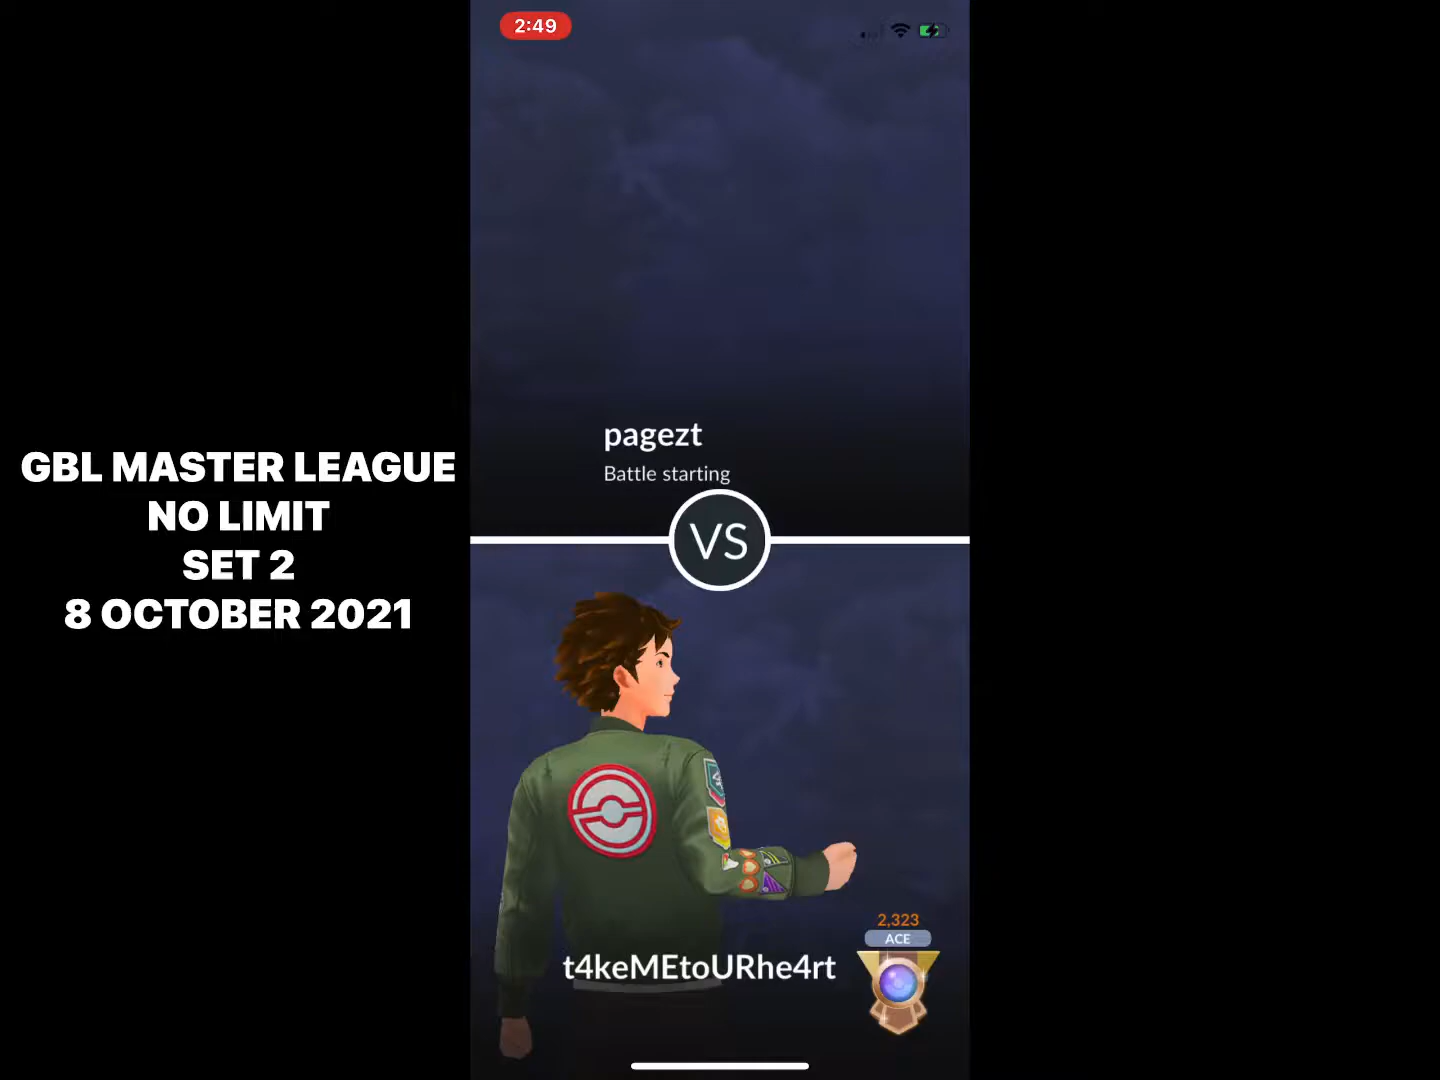 2:49
GBL MASTER LEAGUE
NO LIMIT
SET 2
8 OCTOBER 2021
pagezt
Battle starting
VS
2,323
ACE
t4keMEtoURhe4rt